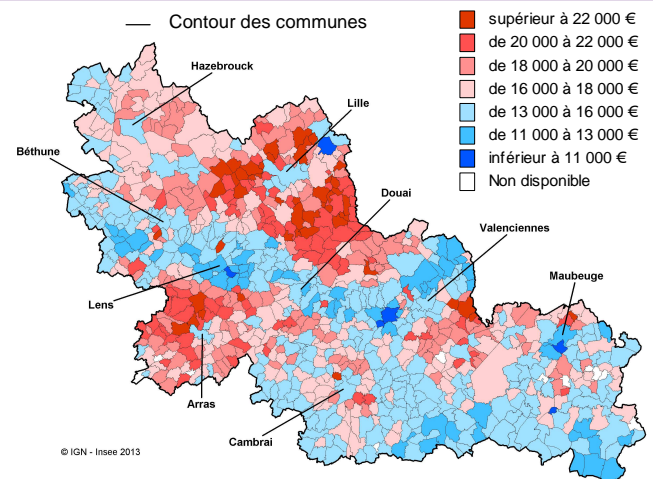 Contour des communes
supérieur à 22 000 €
de 20 000 à 22 000 €
de 18 000 à 20 000 €
de 16 000 à 18 000 €
de 13 000 à 16 000 €
de 11 000 à 13 000 €
inférieur à 11 000 €
Non disponible
Hazebrouck
Lille
Béthune
Douai
Valenciennes
Maubeuge
Lens
Arras
Cambrai
© IGN - Insee 2013